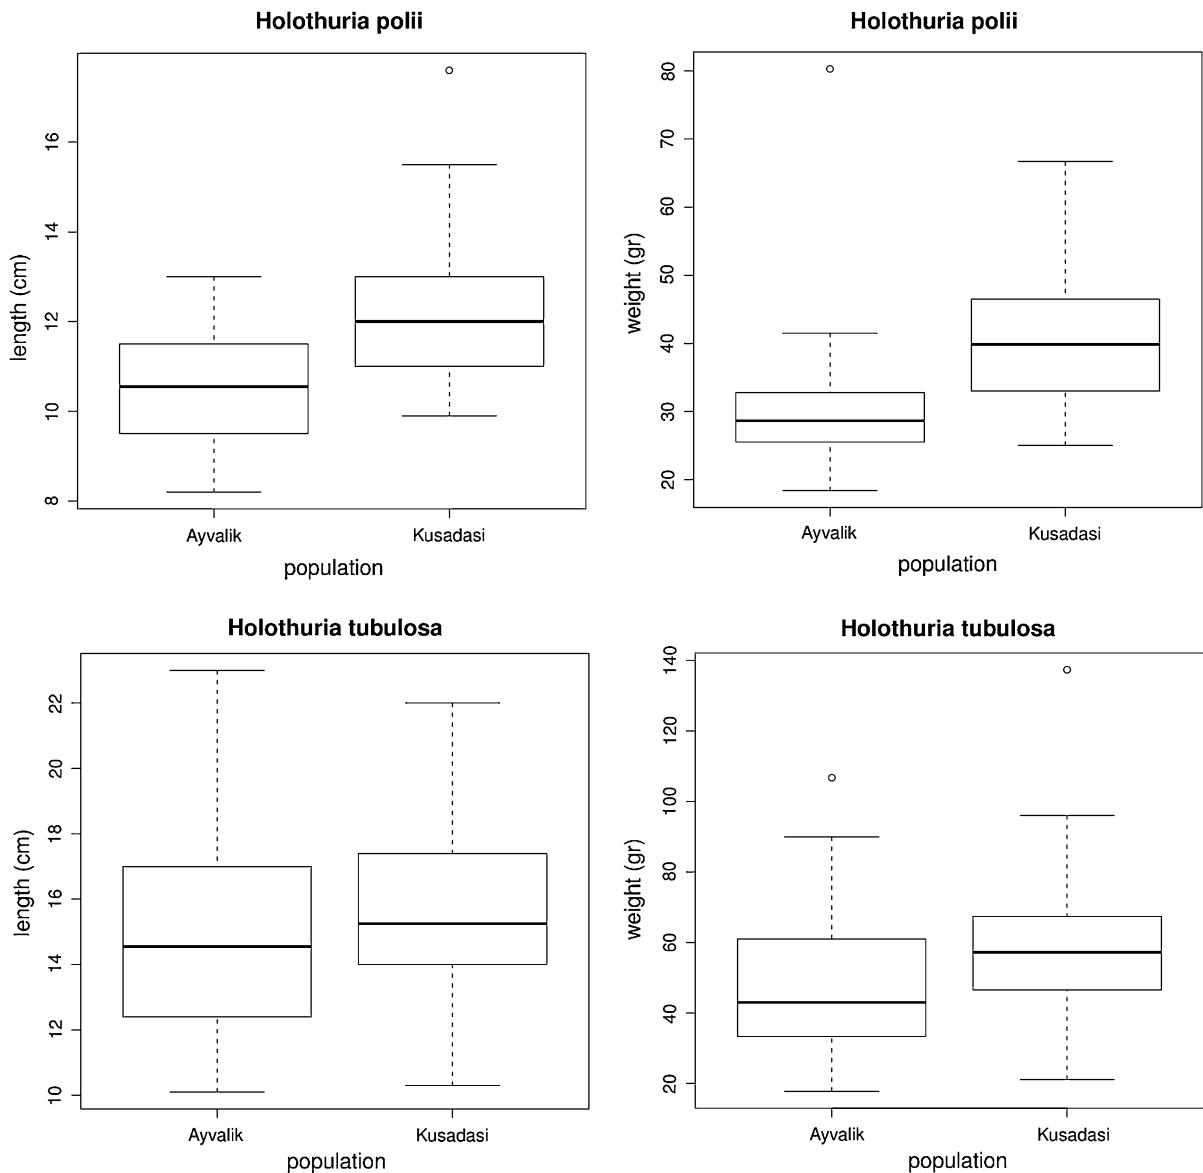 Holothuria polii
length (cm)
16
14
12
10
8
Ayvalik
Kusadasi
population
Holothuria polii
weight (gr)
80
70
60
50
40
30
20
Ayvalik
Kusadasi
population
Holothuria tubulosa
length (cm)
22
20
18
16
14
12
10
Ayvalik
Kusadasi
population
Holothuria tubulosa
weight (gr)
140
120
100
80
60
40
20
Ayvalik
Kusadasi
population